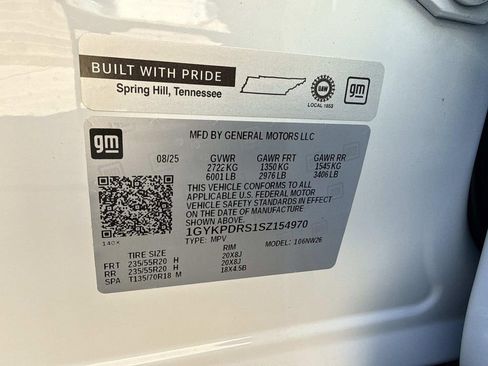 BUILT WITH PRIDE
Spring Hill, Tennessee
UAW
LOCAL 1853
gm
gm
MFD BY GENERAL MOTORS LLC
08/25 GVWR GAWR FRT GAWR RR
2722 KG 1350 KG 1545 KG
6001 LB 2976 LB 3406 LB
THIS VEHICLE CONFORMS TO ALL
APPLICABLE U.S. FEDERAL MOTOR
VEHICLE SAFETY STANDARDS IN EFFECT
ON THE DATE OF MANUFACTURE
SHOWN ABOVE.
1GYKPDRS1SZ154970
TYPE: MPV 106NW26
140X
TIRE SIZE RIM
FRT 235/55R20 H 20X8J
RR 235/55R20 H 20X8J
SPA T135/70R18 M 18X4.5B